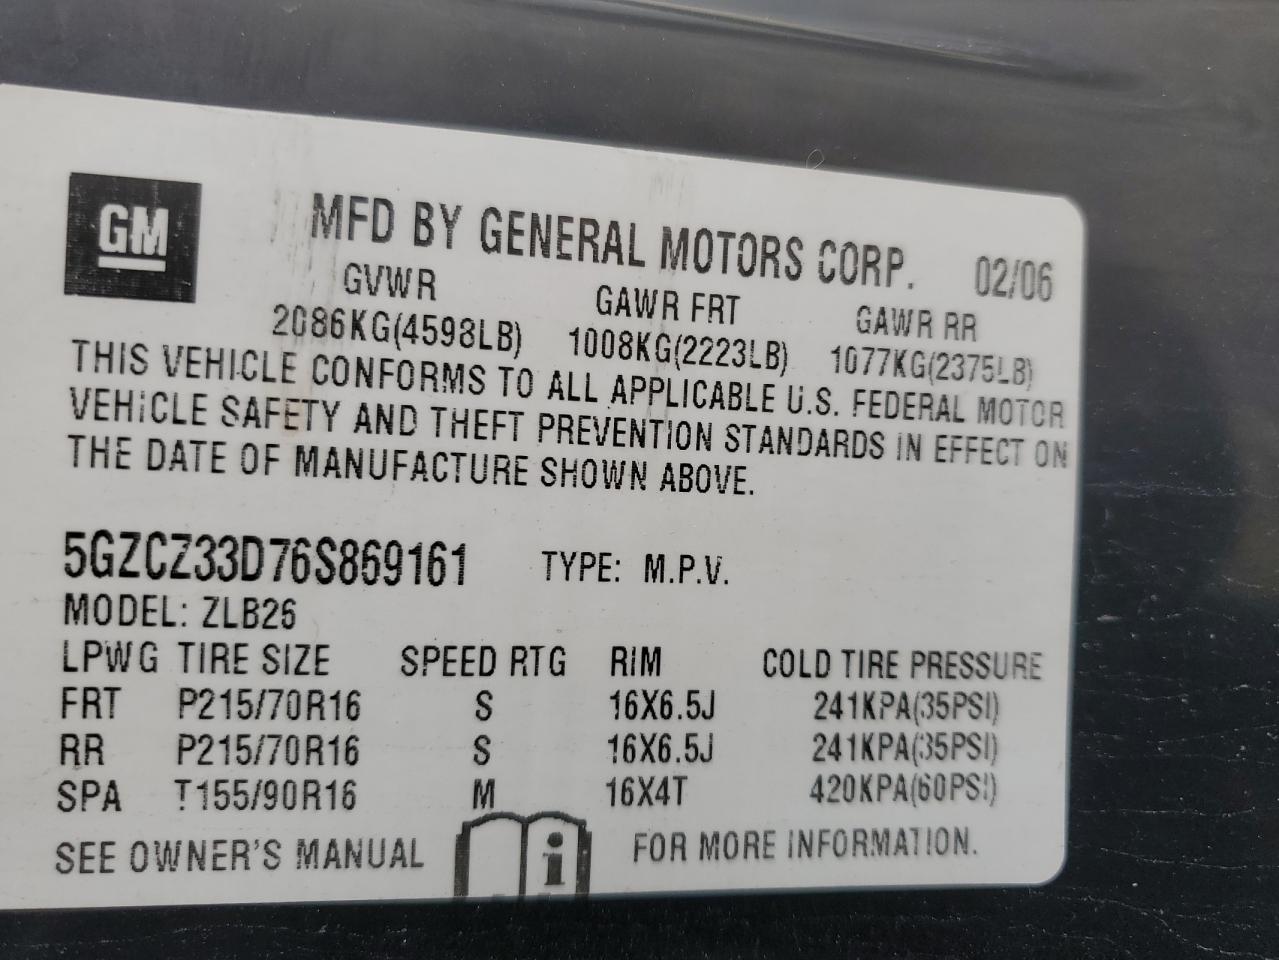 GM
MFD BY GENERAL MOTORS CORP. 02/06
GVWR GAWR FRT GAWR RR
2086KG(4598LB) 1008KG(2223LB) 1077KG(2375LB)
THIS VEHICLE CONFORMS TO ALL APPLICABLE U.S. FEDERAL MOTOR
VEHICLE SAFETY AND THEFT PREVENTION STANDARDS IN EFFECT ON
THE DATE OF MANUFACTURE SHOWN ABOVE.
5GZCZ33D76S869161 TYPE: M.P.V.
MODEL: ZLB26
LPWG TIRE SIZE SPEED RTG RIM COLD TIRE PRESSURE
FRT P215/70R16 S 16X6.5J 241KPA(35PSI)
RR P215/70R16 S 16X6.5J 241KPA(35PSI)
SPA T155/90R16 M 16X4T 420KPA(60PSI)
SEE OWNER'S MANUAL i FOR MORE INFORMATION.